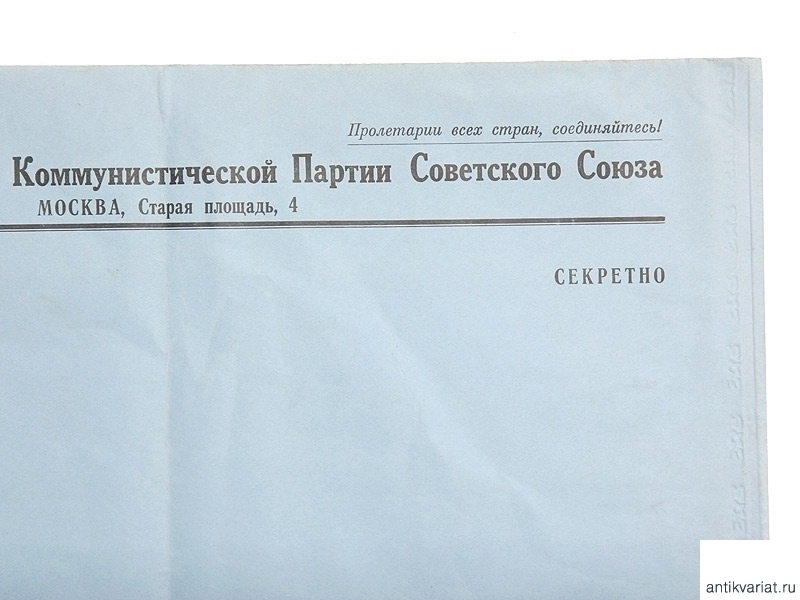 Пролетарии всех стран, соединяйтесь!
Коммунистической Партии Советского Союза
МОСКВА, Старая площадь, 4
СЕКРЕТНО
antikvariat.ru